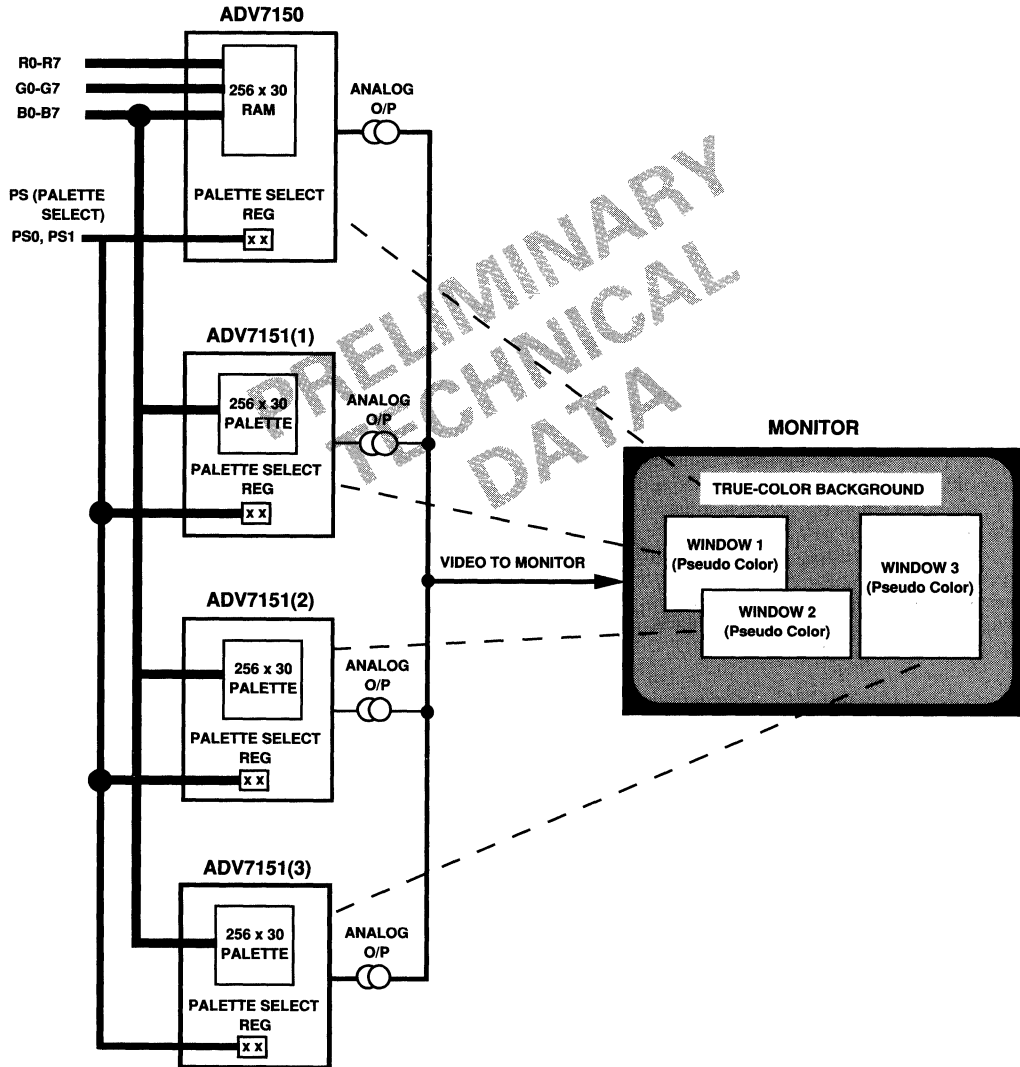 ADV7150
R0-R7
G0-G7
B0-B7
256 x 30
RAM
ANALOG
O/P
PS (PALETTE
SELECT)
PS0, PS1
PALETTE SELECT
REG
x x
PRELIMINARY
TECHNICAL
DATA
ADV7151(1)
256 x 30
PALETTE
ANALOG
O/P
PALETTE SELECT
REG
x x
MONITOR
TRUE-COLOR BACKGROUND
WINDOW 1
(Pseudo Color)
WINDOW 2
(Pseudo Color)
WINDOW 3
(Pseudo Color)
VIDEO TO MONITOR
ADV7151(2)
256 x 30
PALETTE
ANALOG
O/P
PALETTE SELECT
REG
x x
ADV7151(3)
256 x 30
PALETTE
ANALOG
O/P
PALETTE SELECT
REG
x x